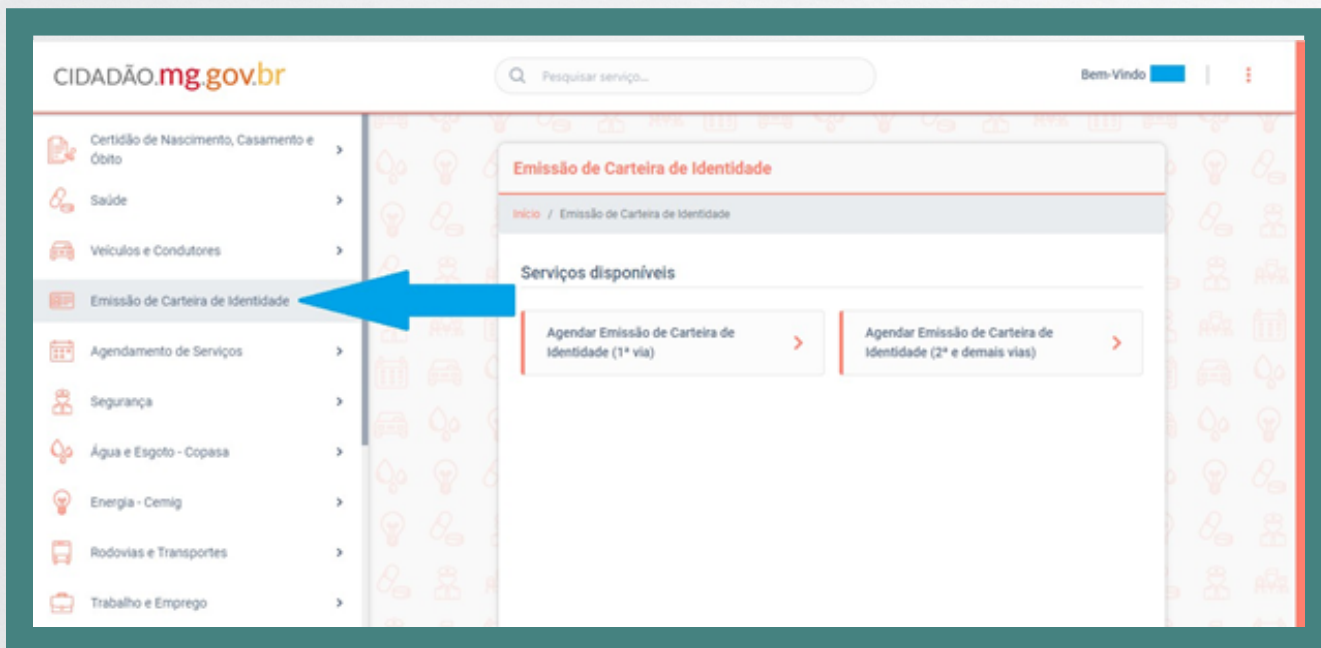 CIDADÃO.mg.gov.br
Pesquisar serviço...
Bem-Vindo
Certidão de Nascimento, Casamento e
Óbito
Saúde
Veículos e Condutores
Emissão de Carteira de Identidade
Agendamento de Serviços
Segurança
Água e Esgoto - Copasa
Energia - Cemig
Rodovias e Transportes
Trabalho e Emprego
Emissão de Carteira de Identidade
Início / Emissão de Carteira de Identidade
Serviços disponíveis
Agendar Emissão de Carteira de
Identidade (1ª via)
Agendar Emissão de Carteira de
Identidade (2ª e demais vias)